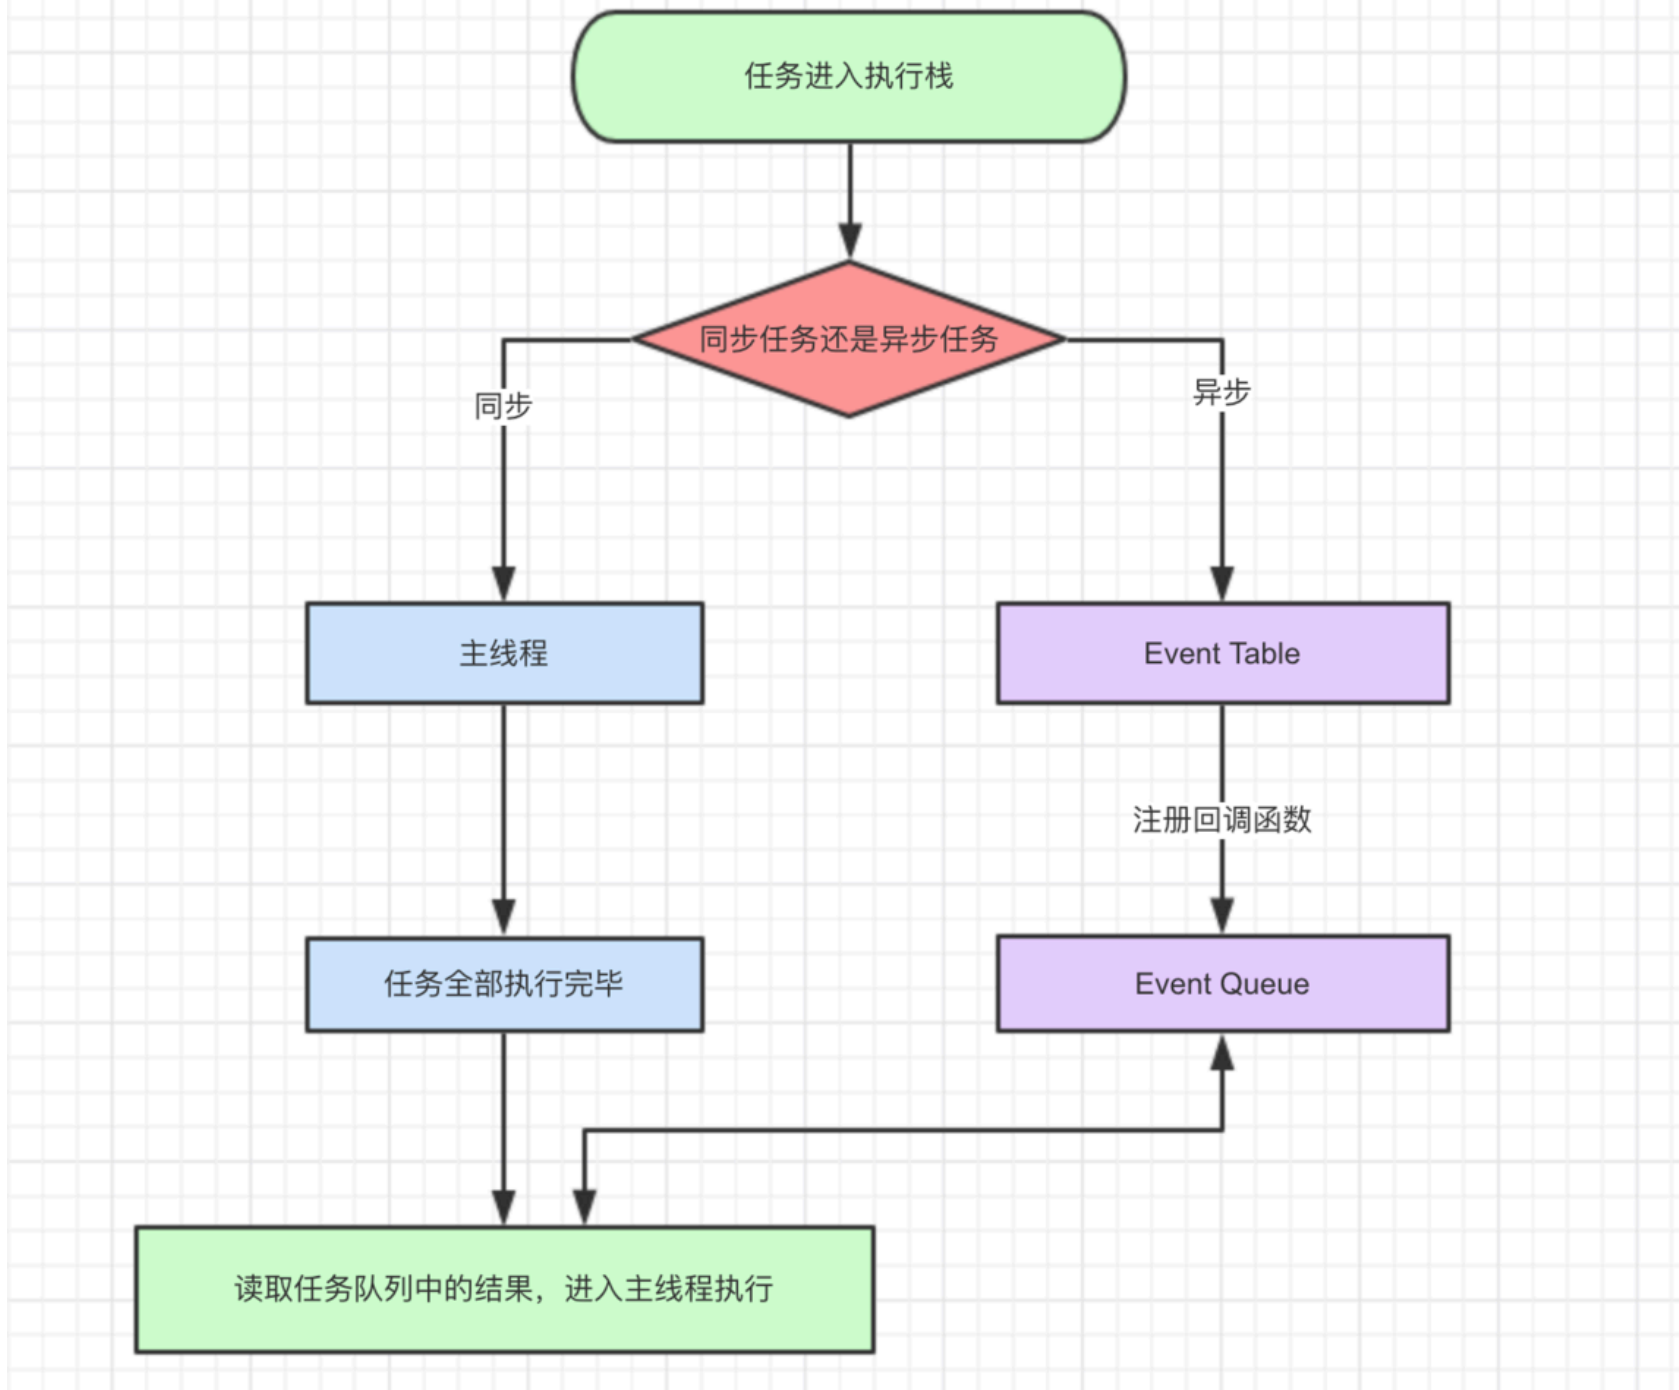 任务进入执行栈
同步任务还是异步任务
同步
异步
主线程
Event Table
注册回调函数
任务全部执行完毕
Event Queue
读取任务队列中的结果，进入主线程执行